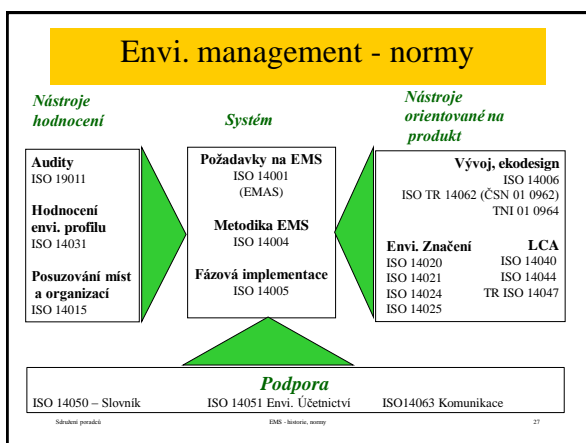 Envi. management - normy
Nástroje
hodnocení
Systém
Nástroje
orientované na
produkt
Audity
ISO 19011
Hodnocení
envi. profilu
ISO 14031
Posuzování míst
a organizací
ISO 14015
Požadavky na EMS
ISO 14001
(EMAS)
Metodika EMS
ISO 14004
Fázová implementace
ISO 14005
Vývoj, ekodesign
ISO 14006
ISO TR 14062 (ČSN 01 0962)
TNI 01 0964
Envi. Značení
ISO 14020
ISO 14021
ISO 14024
ISO 14025
LCA
ISO 14040
ISO 14044
TR ISO 14047
Podpora
ISO 14050 – Slovník ISO 14051 Envi. Účetnictví ISO14063 Komunikace
Sdružení poradců EMS - historie, normy 27